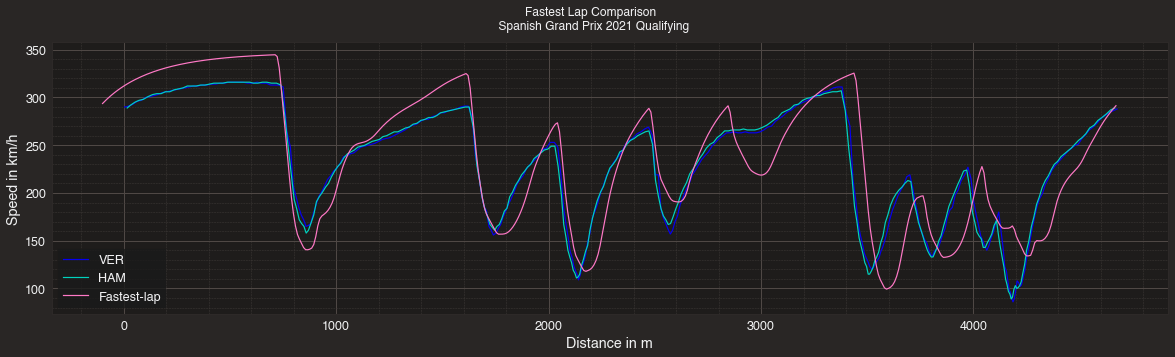 Fastest Lap Comparison
Spanish Grand Prix 2021 Qualifying
350
300
250
200
150
100
Speed in km/h
VER
HAM
Fastest-lap
0
1000
2000
3000
4000
Distance in m